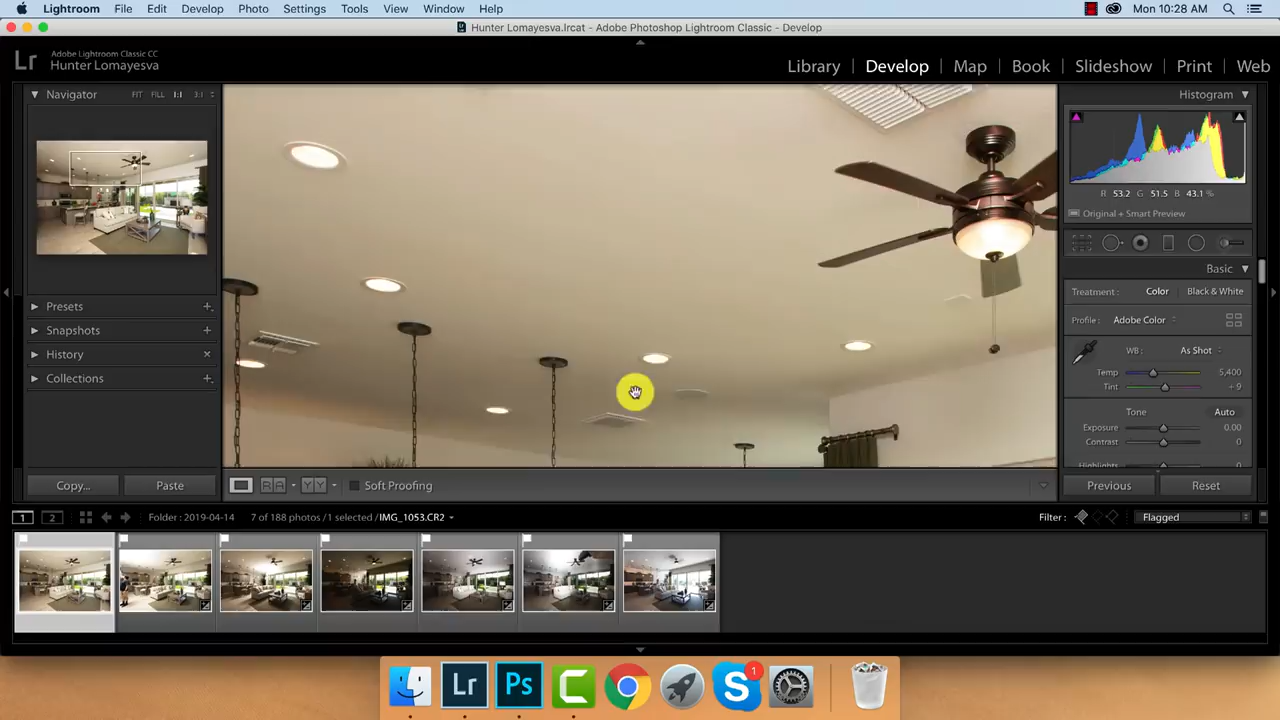 Lightroom File Edit Develop Photo Settings Tools View Window Help Mon 10:28 AM
Hunter Lomayesva.lrcat - Adobe Photoshop Lightroom Classic - Develop
Lr Adobe Lightroom Classic CC
Hunter Lomayesva
Library Develop Map Book Slideshow Print Web
Navigator FIT FILL 1:1 3:1
Histogram
R 53.2 G 51.5 B 43.1 %
Original + Smart Preview
Basic
Treatment: Color Black & White
Profile: Adobe Color
WB: As Shot
Temp 5,400
Tint + 9
Tone Auto
Exposure 0.00
Contrast 0
Highlights
Presets
Snapshots
History
Collections
Copy... Paste
Soft Proofing
Previous Reset
1 2 Folder : 2019-04-14 7 of 188 photos /1 selected /IMG_1053.CR2 Filter : Flagged
Lr Ps C S 1